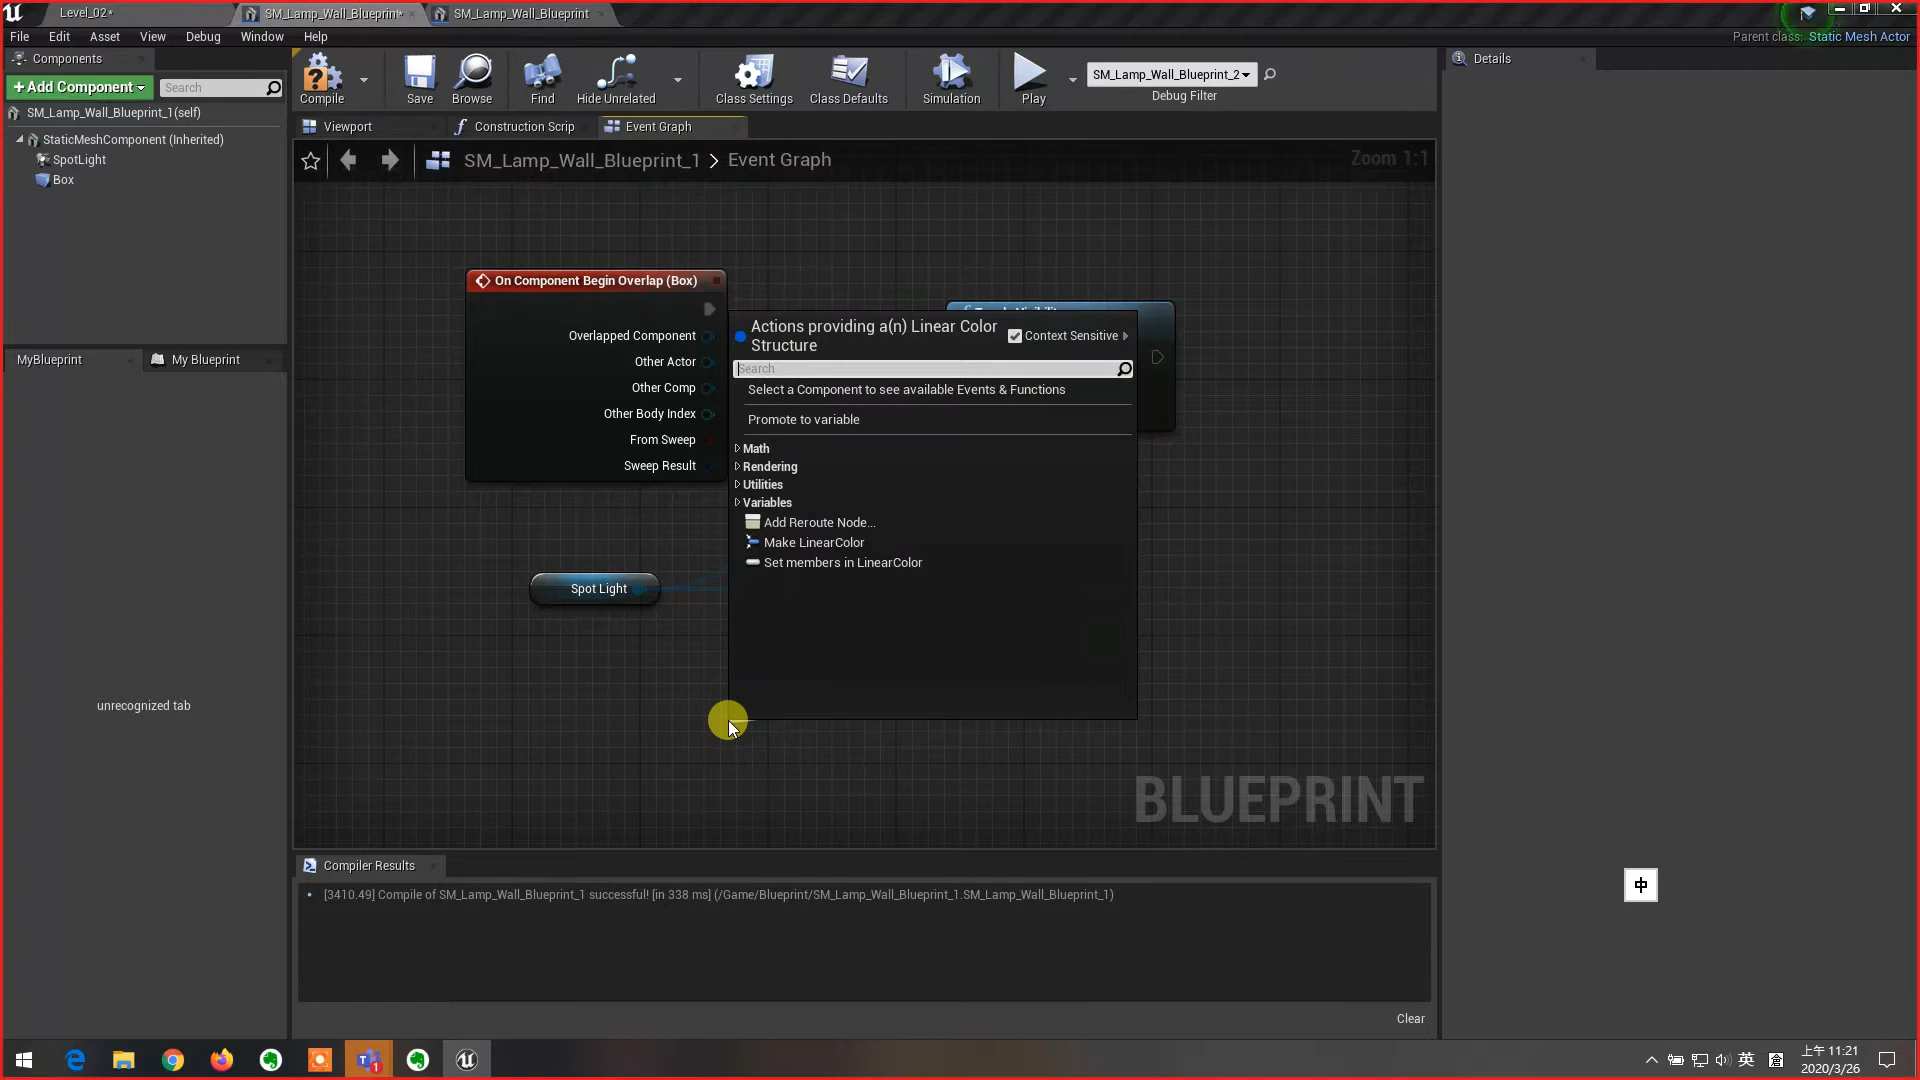 Level_02*
SM_Lamp_Wall_Blueprint*
SM_Lamp_Wall_Blueprint
File Edit Asset View Debug Window Help
Parent class: Static Mesh Actor
Components
+Add Component
Search
SM_Lamp_Wall_Blueprint_1(self)
StaticMeshComponent (Inherited)
SpotLight
Box
MyBlueprint
My Blueprint
unrecognized tab
Compile
Save
Browse
Find
Hide Unrelated
Class Settings
Class Defaults
Simulation
Play
SM_Lamp_Wall_Blueprint_2
Debug Filter
Details
Viewport
Construction Scrip
Event Graph
SM_Lamp_Wall_Blueprint_1 > Event Graph
Zoom 1:1
On Component Begin Overlap (Box)
Overlapped Component
Other Actor
Other Comp
Other Body Index
From Sweep
Sweep Result
Spot Light
Actions providing a(n) Linear Color
Structure
Context Sensitive
Search
Select a Component to see available Events & Functions
Promote to variable
Math
Rendering
Utilities
Variables
Add Reroute Node...
Make LinearColor
Set members in LinearColor
BLUEPRINT
Compiler Results
[3410.49] Compile of SM_Lamp_Wall_Blueprint_1 successful! [in 338 ms] (/Game/Blueprint/SM_Lamp_Wall_Blueprint_1.SM_Lamp_Wall_Blueprint_1)
Clear
中
英
上午 11:21
2020/3/26